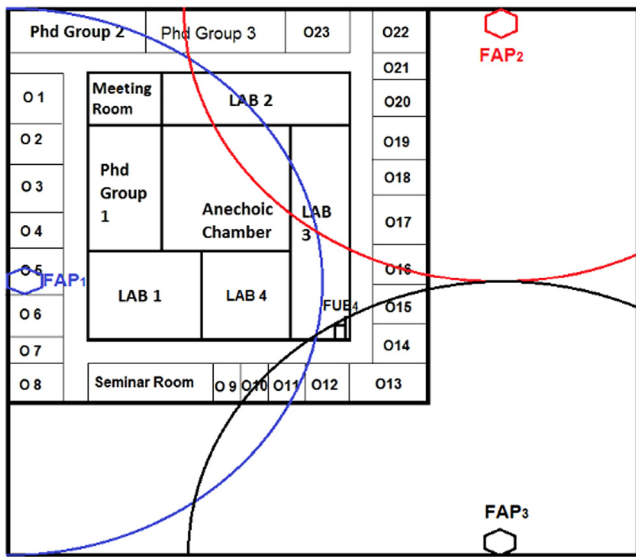 Phd Group 2
Phd Group 3
O23
O22
FAP2
O21
O 1
Meeting
Room
LAB 2
O20
O 2
O19
O 3
Phd
Group
1
O18
Anechoic
Chamber
LAB
3
O17
O 4
O 5
FAP1
O16
LAB 1
LAB 4
FUE4
O15
O 6
O 7
O14
O 8
Seminar Room
O 9
O10
O11
O12
O13
FAP3